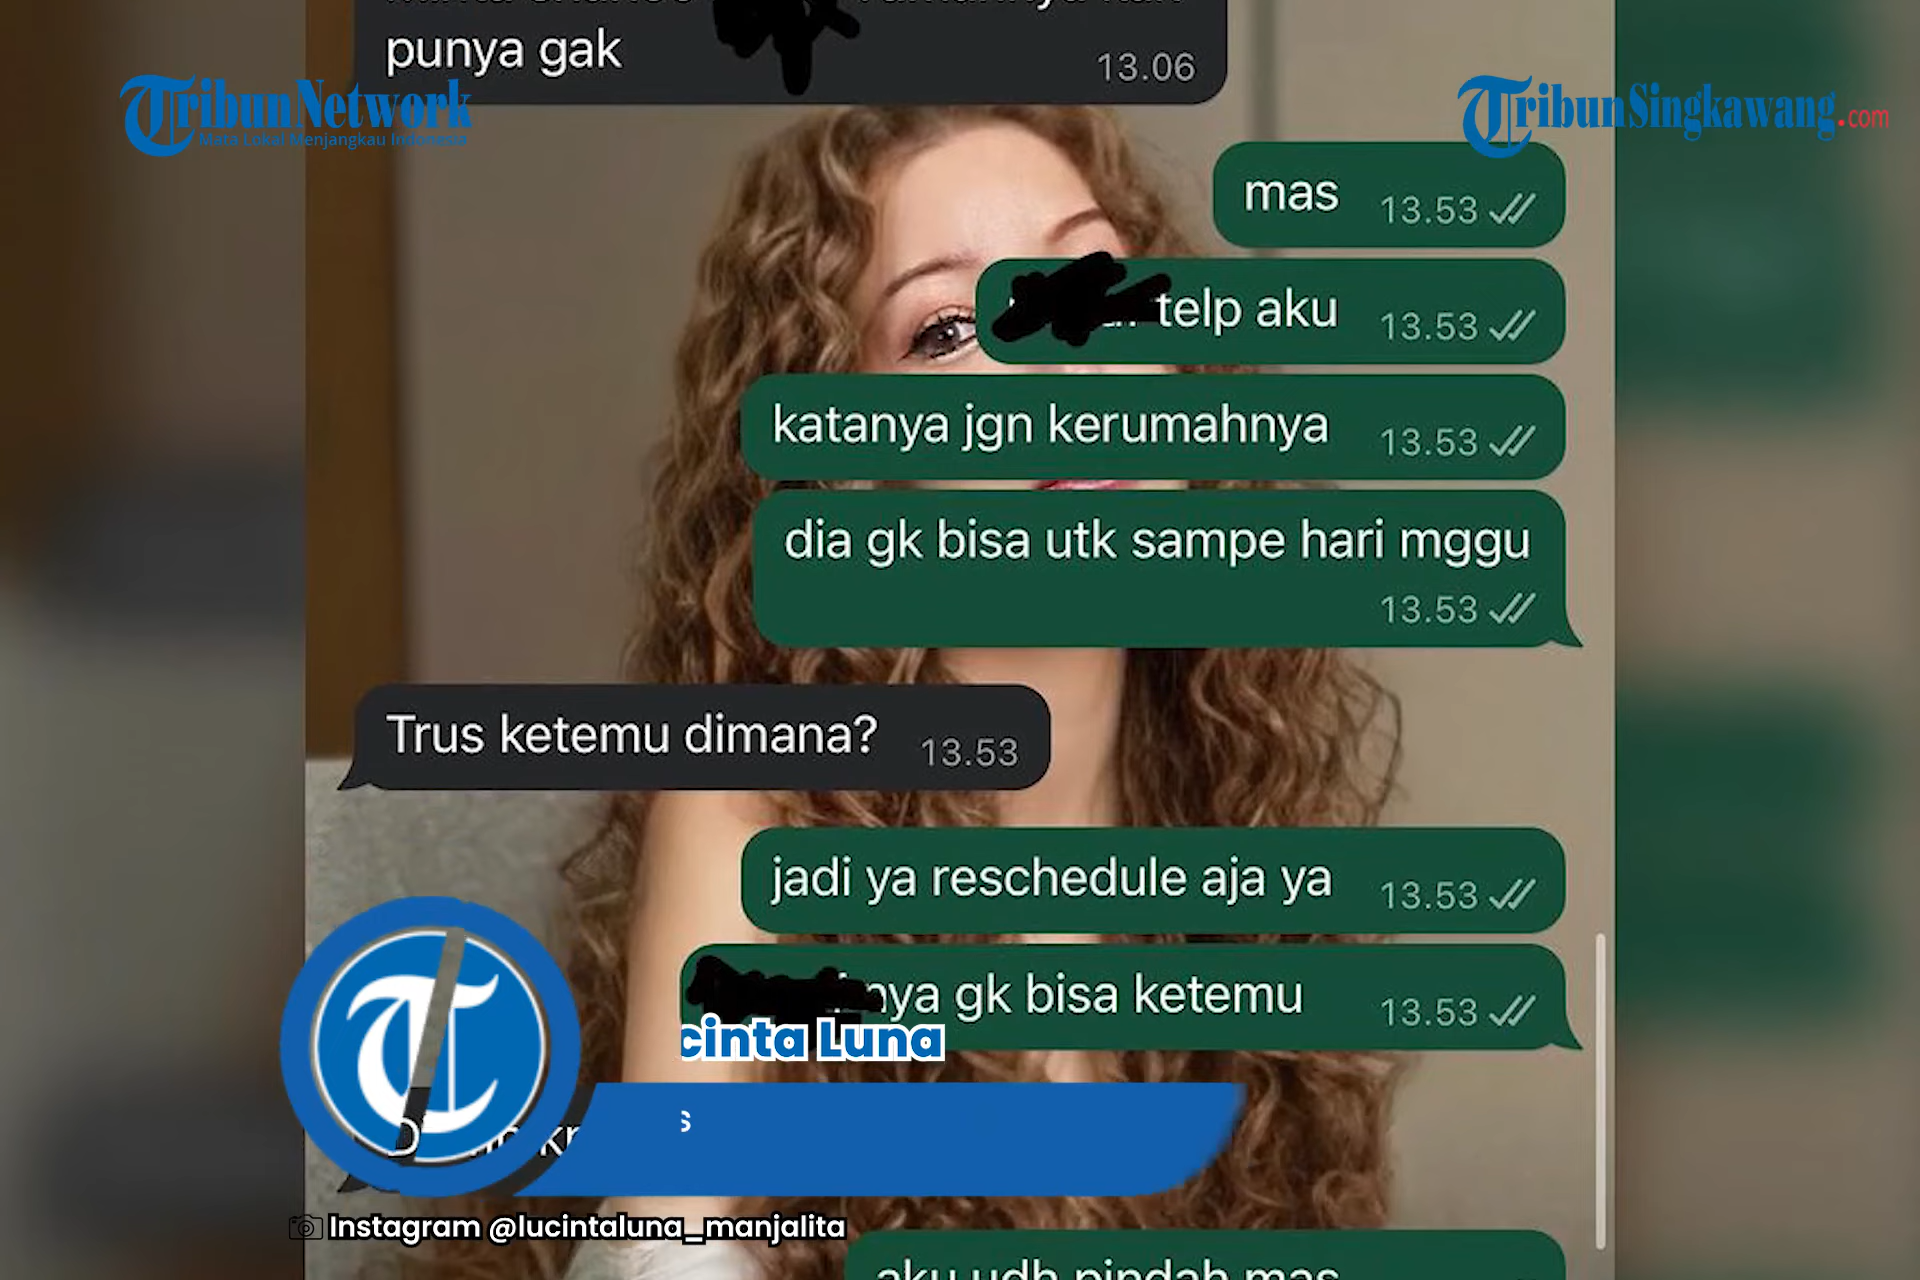 punya gak
13.06
TribunNetwork
Mata Lokal Menjangkau Indonesia
TribunSingkawang.com
mas 13.53
telp aku 13.53
katanya jgn kerumahnya 13.53
dia gk bisa utk sampe hari mggu
13.53
Trus ketemu dimana? 13.53
jadi ya reschedule aja ya 13.53
nya gk bisa ketemu 13.53
cinta Luna
s
Instagram @lucintaluna_manjalita
aku udh pindah mas